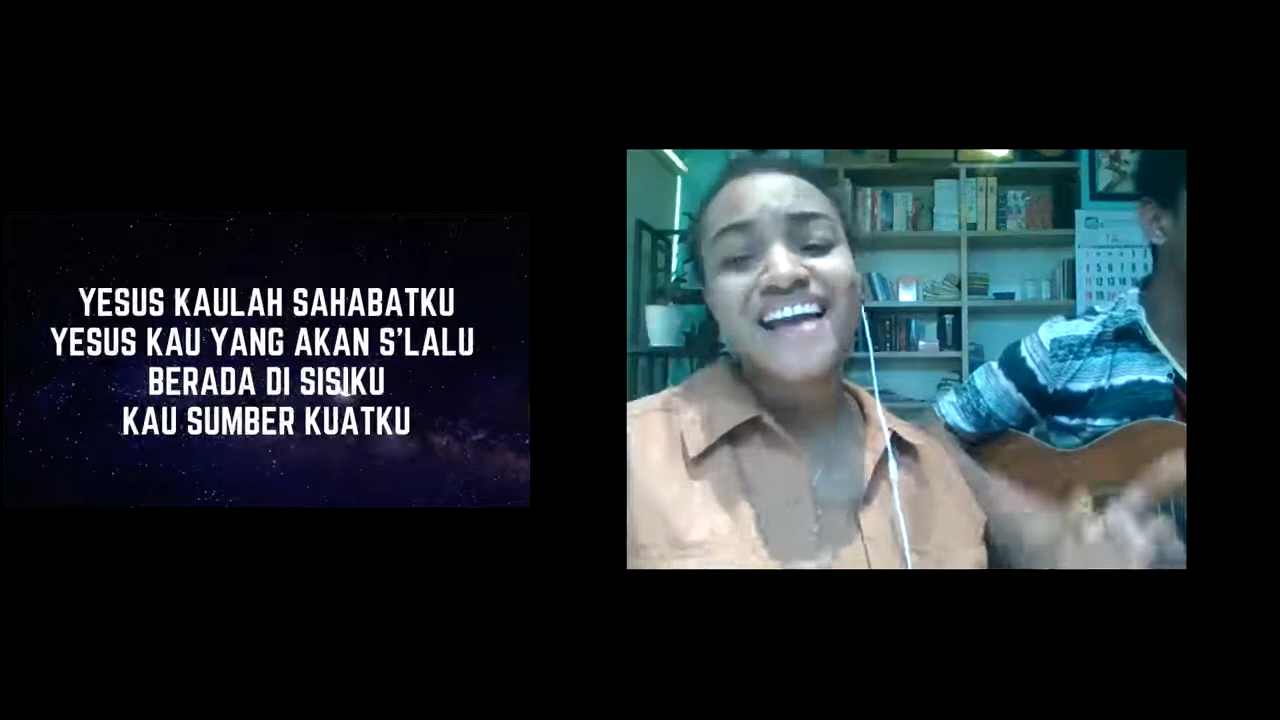 YESUS KAULAH SAHABATKU
YESUS KAU YANG AKAN S'LALU
BERADA DI SISIKU
KAU SUMBER KUATKU